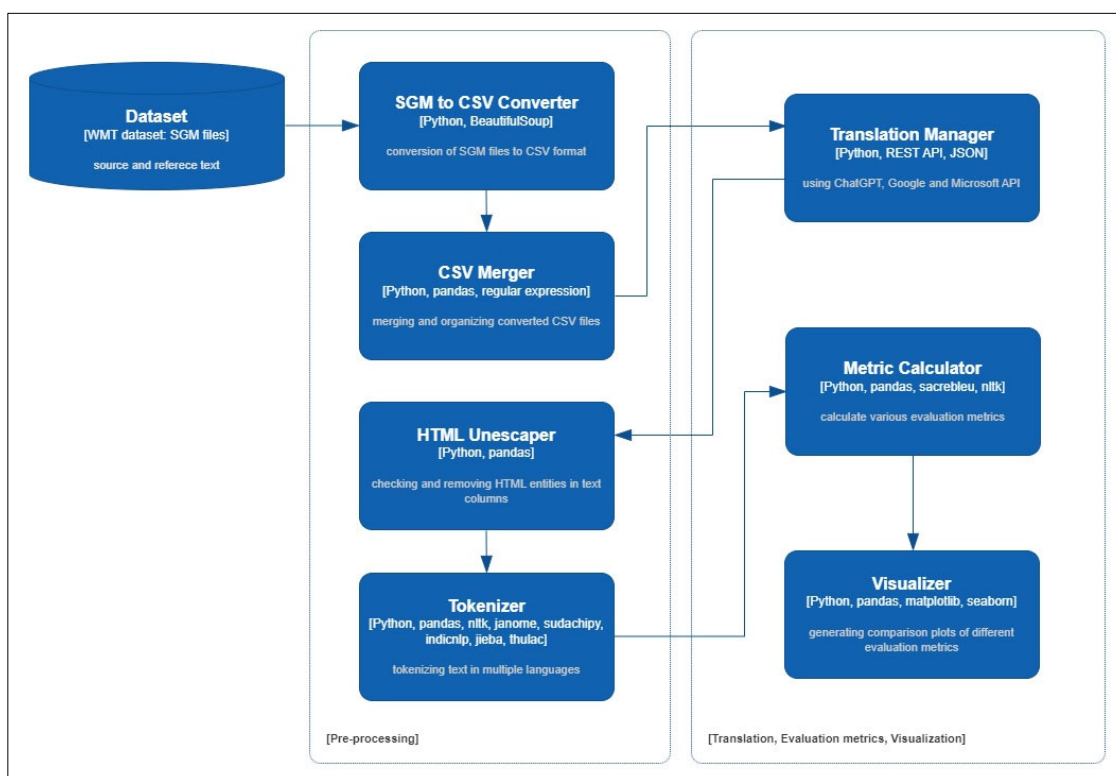 Dataset
[WMT dataset: SGM files]
source and referece text
SGM to CSV Converter
[Python, BeautifulSoup]
conversion of SGM files to CSV format
CSV Merger
[Python, pandas, regular expression]
merging and organizing converted CSV files
HTML Unescaper
[Python, pandas]
checking and removing HTML entities in text
columns
Tokenizer
[Python, pandas, nltk, janome, sudachipy,
indicnlp, jieba, thulac]
tokenizing text in multiple languages
[Pre-processing]
Translation Manager
[Python, REST API, JSON]
using ChatGPT, Google and Microsoft API
Metric Calculator
[Python, pandas, sacrebleu, nltk]
calculate various evaluation metrics
Visualizer
[Python, pandas, matplotlib, seaborn]
generating comparison plots of different
evaluation metrics
[Translation, Evaluation metrics, Visualization]